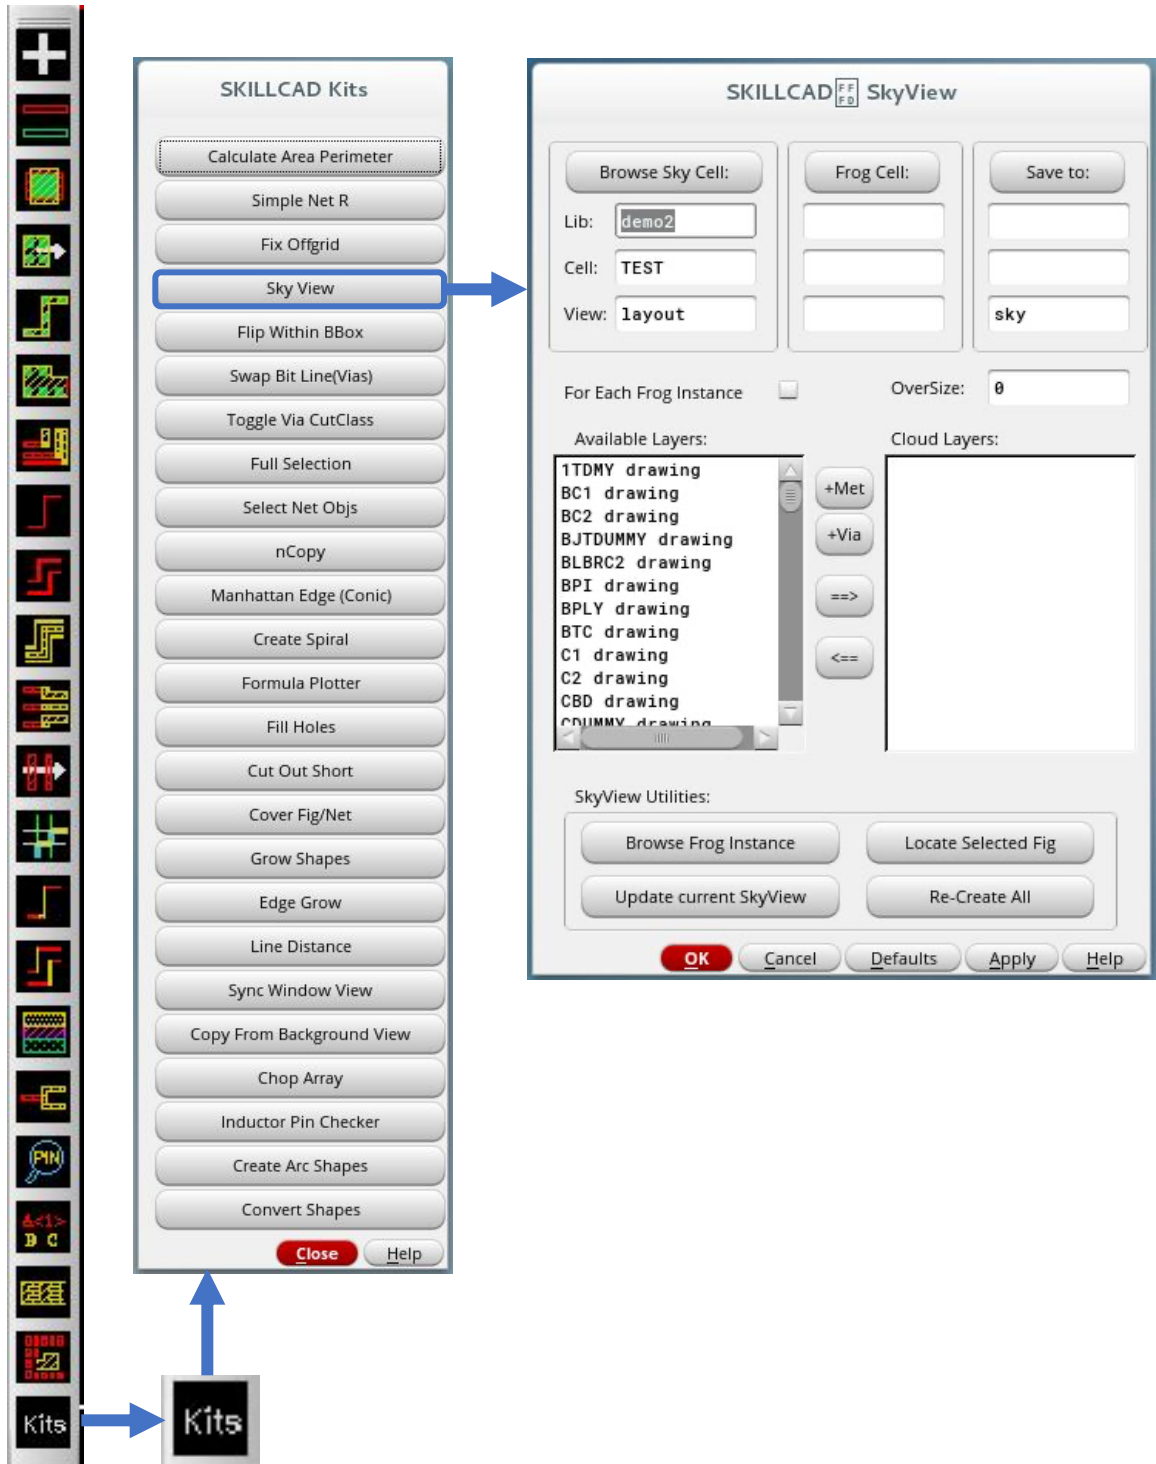 SKILLCAD Kits
Calculate Area Perimeter
Simple Net R
Fix Offgrid
Sky View
Flip Within BBox
Swap Bit Line(Vias)
Toggle Via CutClass
Full Selection
Select Net Objs
nCopy
Manhattan Edge (Conic)
Create Spiral
Formula Plotter
Fill Holes
Cut Out Short
Cover Fig/Net
Grow Shapes
Edge Grow
Line Distance
Sync Window View
Copy From Background View
Chop Array
Inductor Pin Checker
Create Arc Shapes
Convert Shapes
Close Help
SKILLCAD FFFD SkyView
Browse Sky Cell: Frog Cell: Save to:
Lib: demo2
Cell: TEST
View: layout sky
For Each Frog Instance OverSize: 0
Available Layers: Cloud Layers:
1TDMY drawing
BC1 drawing
BC2 drawing
BJTDUMMY drawing
BLBRC2 drawing
BPI drawing
BPLY drawing
BTC drawing
C1 drawing
C2 drawing
CBD drawing
CDUMMY drawing
+Met
+Via
==>
<==
SkyView Utilities:
Browse Frog Instance Locate Selected Fig
Update current SkyView Re-Create All
OK Cancel Defaults Apply Help
PIN
&<1>
B C
Kits
Kits